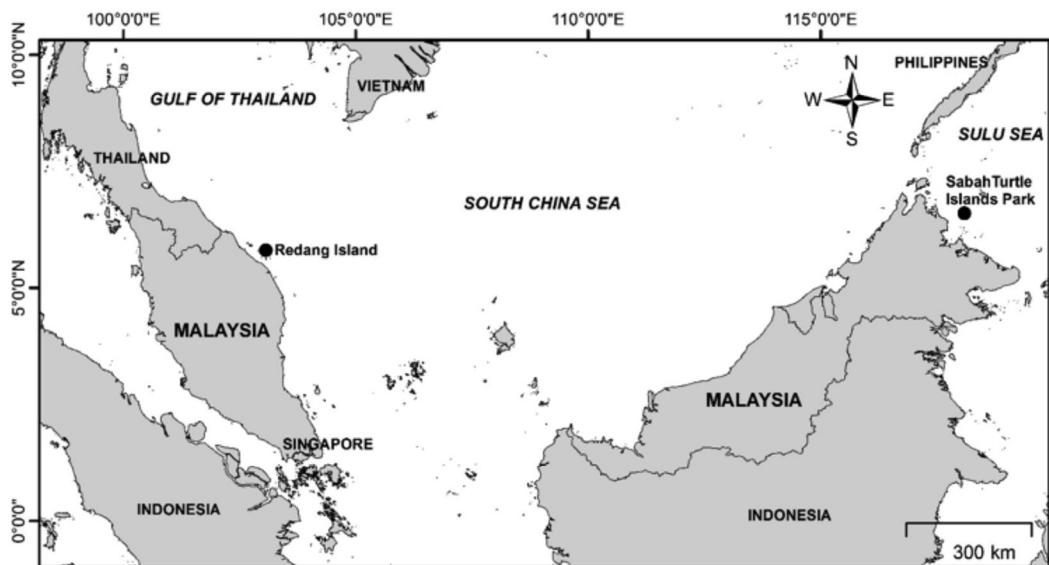 100°0'0"E
105°0'0"E
110°0'0"E
115°0'0"E
10°0'0"N
5°0'0"N
0°0'0"
GULF OF THAILAND
VIETNAM
N
W
E
S
PHILIPPINES
SULU SEA
THAILAND
SOUTH CHINA SEA
SabahTurtle
Islands Park
Redang Island
MALAYSIA
MALAYSIA
SINGAPORE
INDONESIA
INDONESIA
300 km